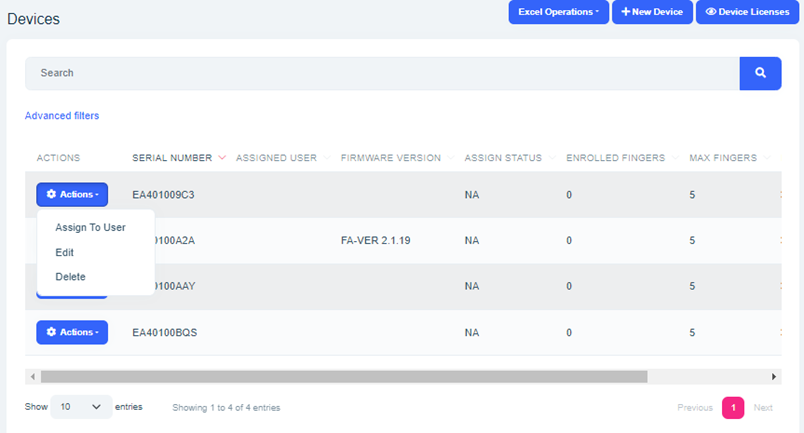 Devices
Excel Operations
New Device
Device Licenses
Search
Advanced filters
ACTIONS SERIAL NUMBER ASSIGNED USER FIRMWARE VERSION ASSIGN STATUS ENROLLED FINGERS MAX FINGERS
Actions EA401009C3 NA 0 5
Assign To User
0100A2A FA-VER 2.1.19 NA 0 5
Edit
Delete
0100AAY NA 0 5
Actions EA40100BQS NA 0 5
Show 10 entries Showing 1 to 4 of 4 entries Previous 1 Next